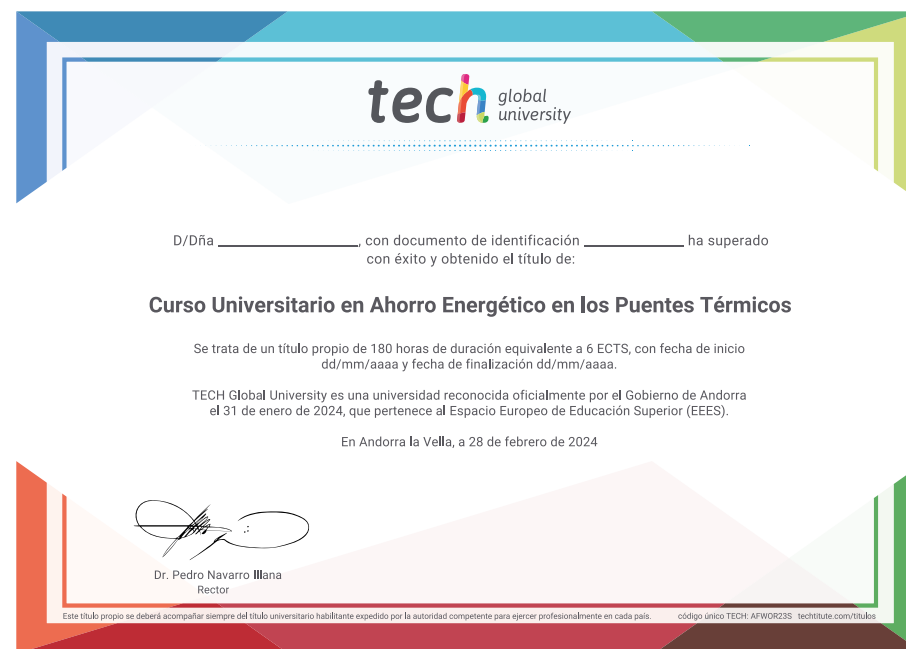 tech global university
D/Dña ____________________, con documento de identificación ______________ ha superado
con éxito y obtenido el título de:
Curso Universitario en Ahorro Energético en los Puentes Térmicos
Se trata de un título propio de 180 horas de duración equivalente a 6 ECTS, con fecha de inicio
dd/mm/aaaa y fecha de finalización dd/mm/aaaa.
TECH Global University es una universidad reconocida oficialmente por el Gobierno de Andorra
el 31 de enero de 2024, que pertenece al Espacio Europeo de Educación Superior (EEES).
En Andorra la Vella, a 28 de febrero de 2024
Dr. Pedro Navarro Illana
Rector
Este título propio se deberá acompañar siempre del título universitario habilitante expedido por la autoridad competente para ejercer profesionalmente en cada país. código único TECH: AFWOR23S techtitute.com/titulos